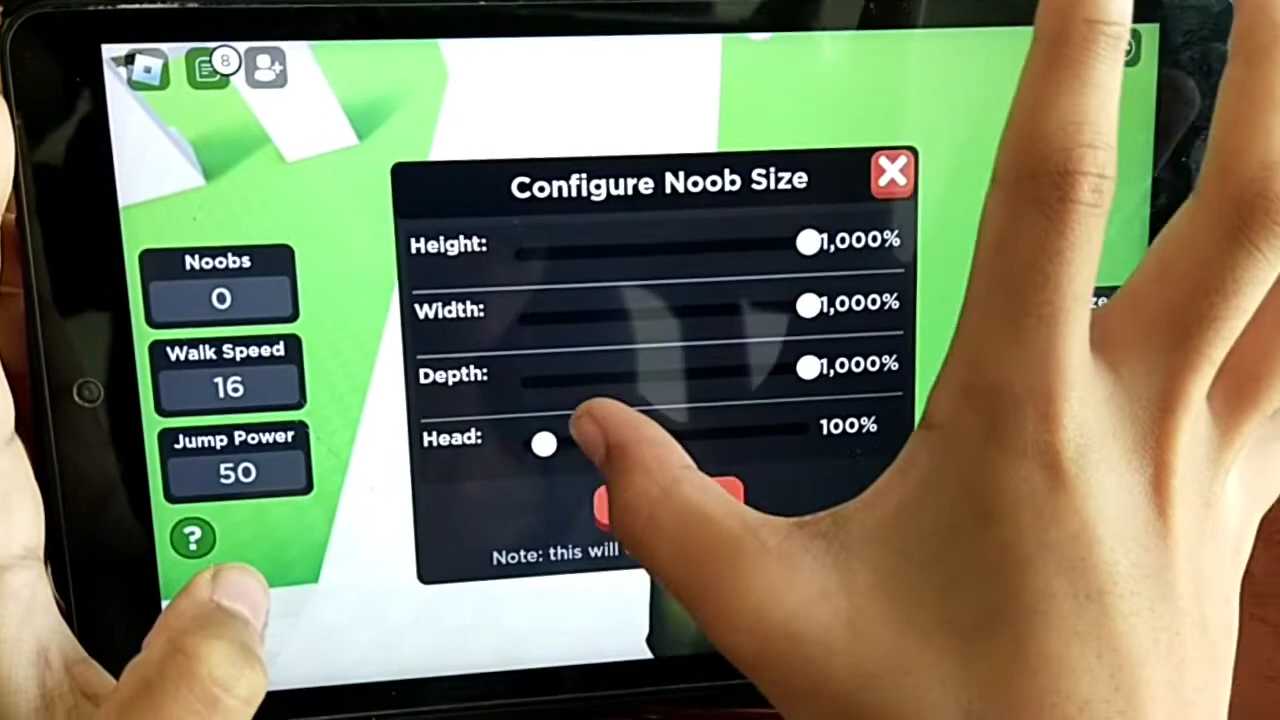 8
Configure Noob Size
Height: 1,000%
Width: 1,000%
Depth: 1,000%
Head: 100%
Note: this will
Noobs
0
Walk Speed
16
Jump Power
50
?